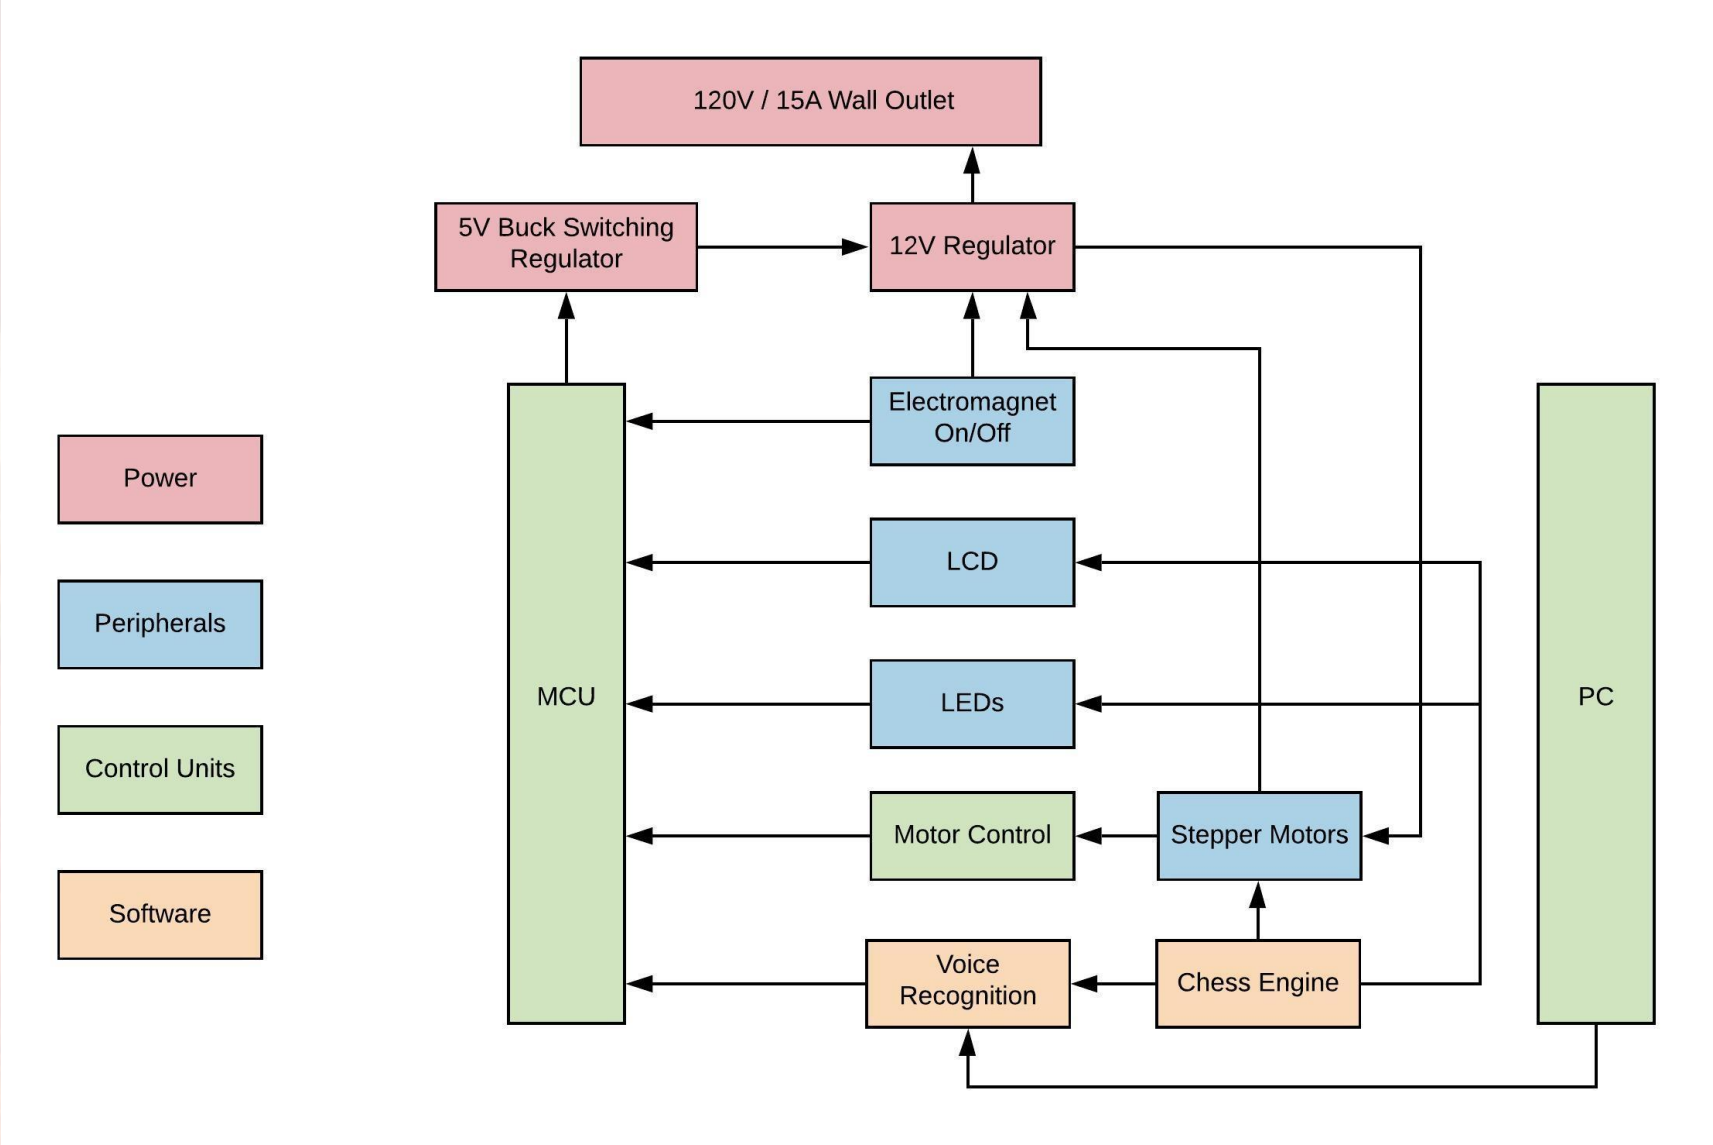 120V / 15A Wall Outlet
5V Buck Switching
Regulator
12V Regulator
Electromagnet
On/Off
Power
LCD
Peripherals
MCU
LEDs
PC
Control Units
Motor Control
Stepper Motors
Software
Voice
Recognition
Chess Engine